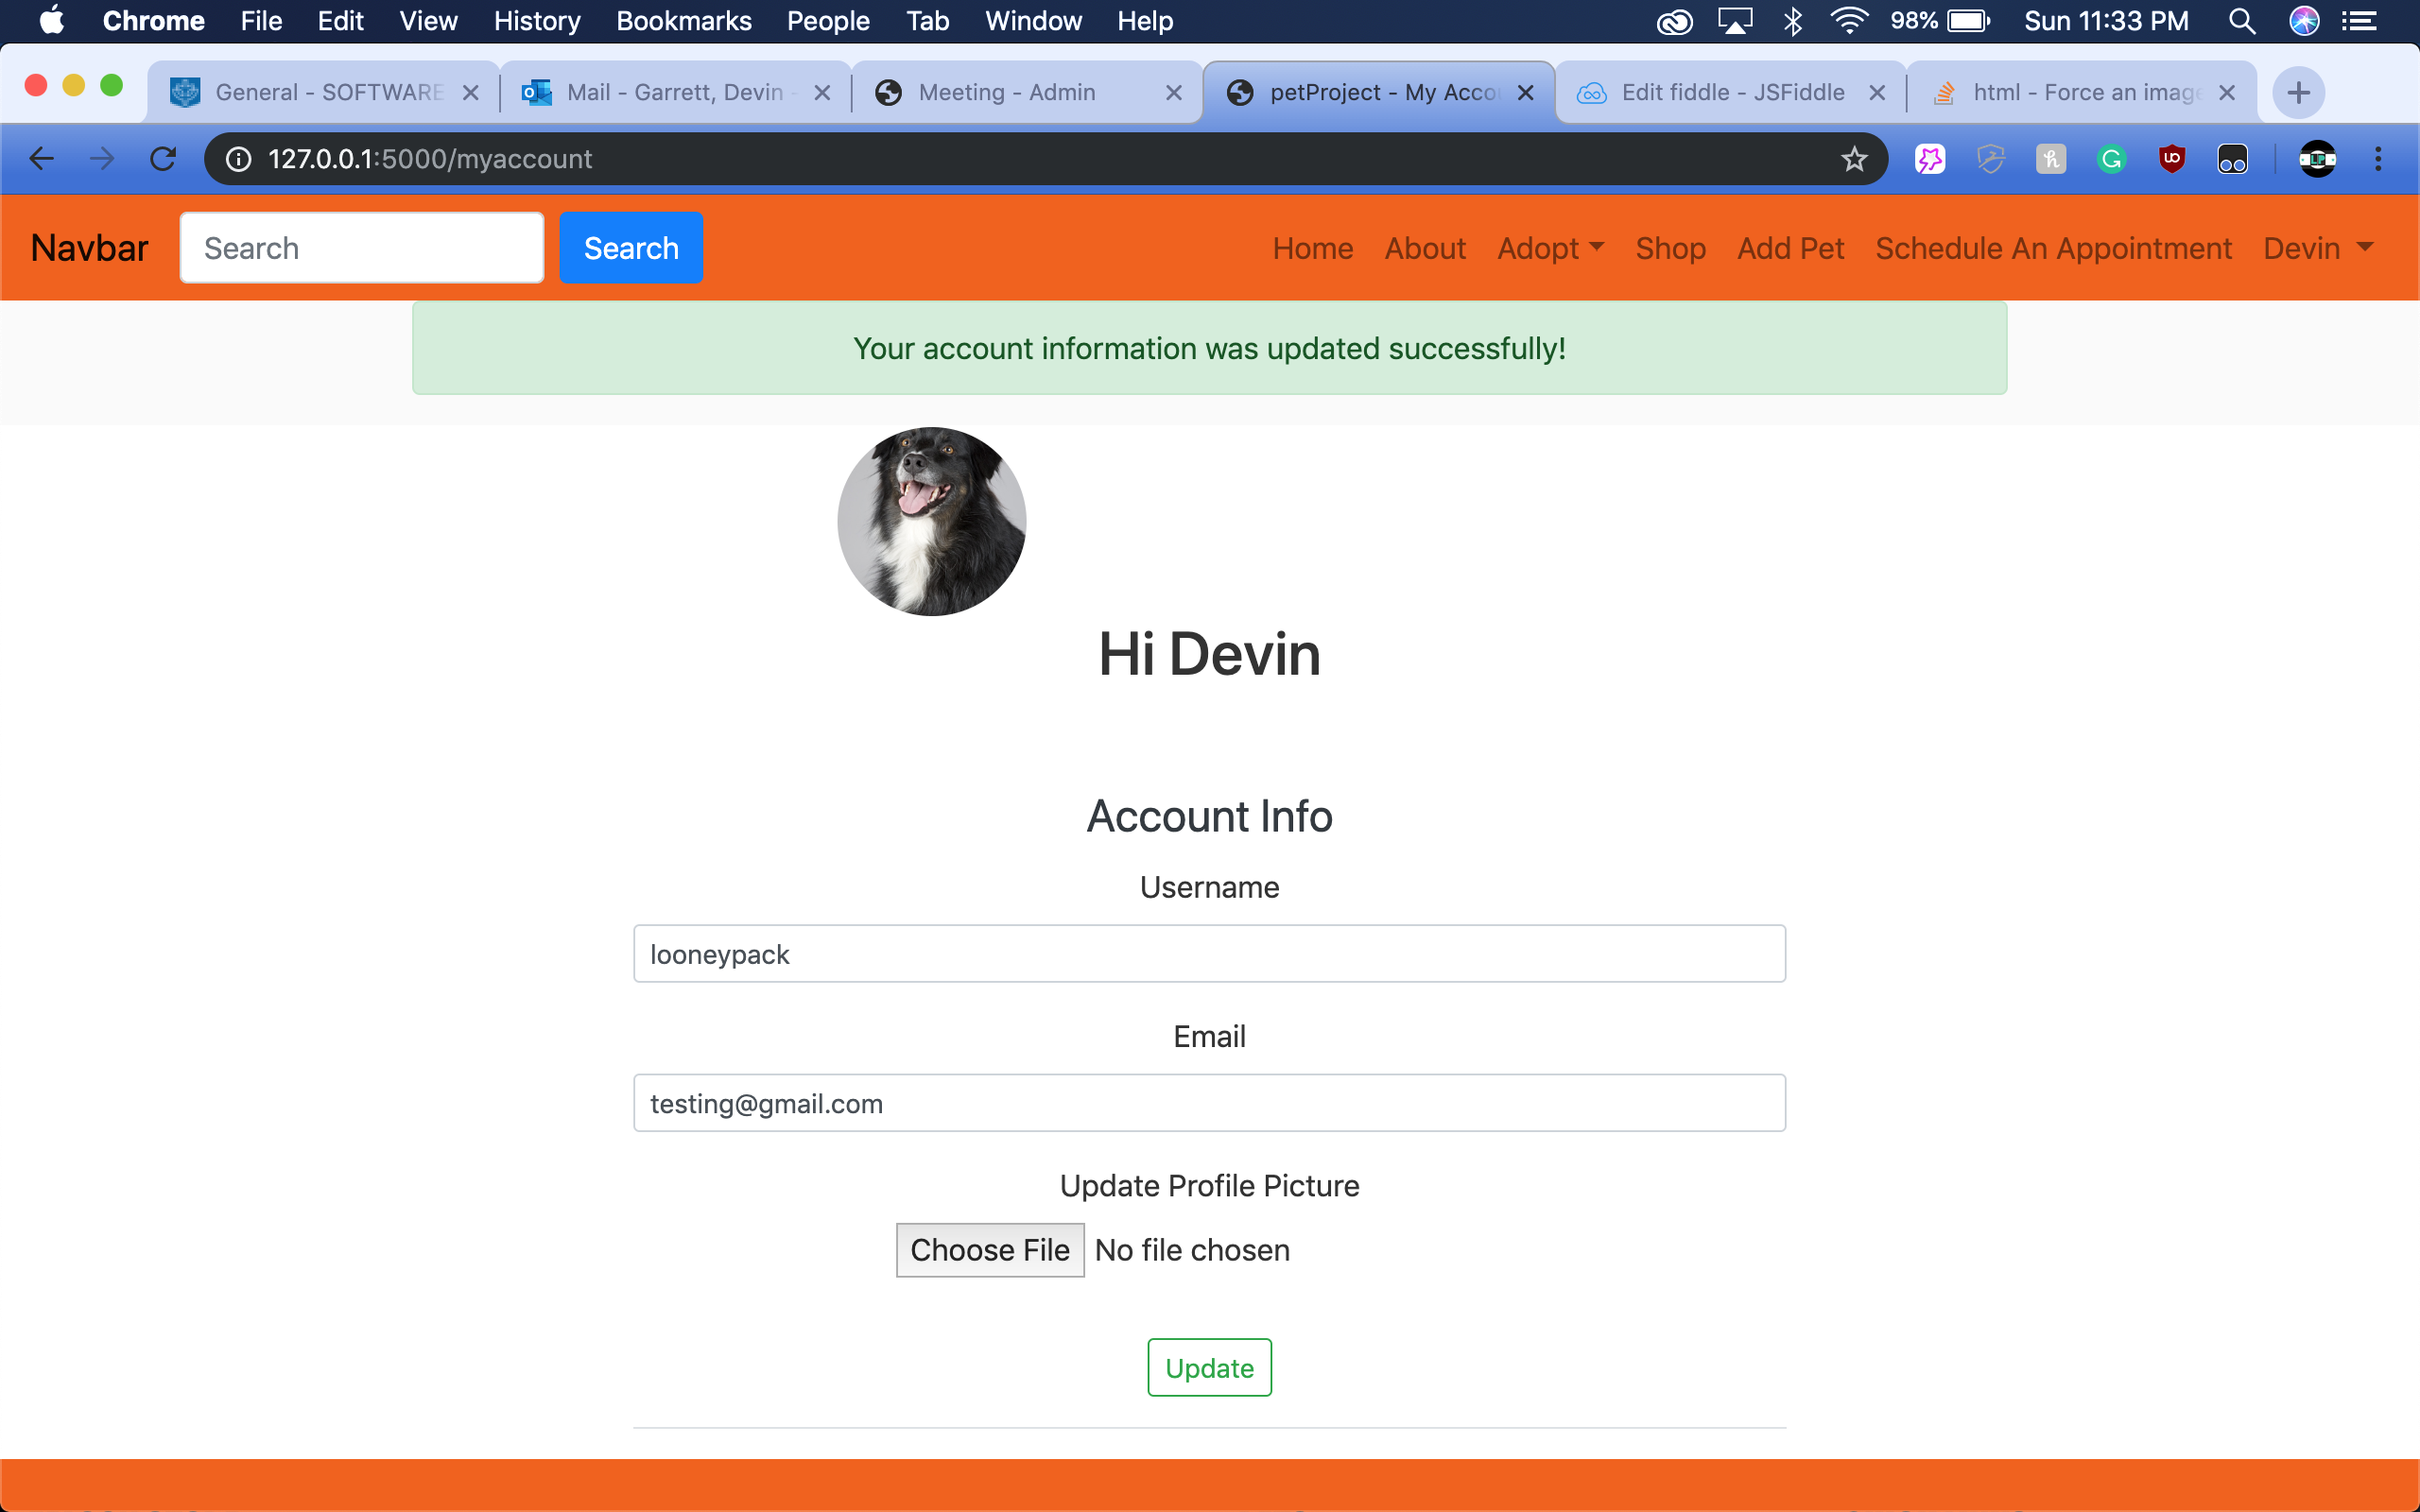 Chrome File Edit View History Bookmarks People Tab Window Help 98% Sun 11:33 PM
General - SOFTWARE Mail - Garrett, Devin - Meeting - Admin petProject - My Acco Edit fiddle - JSFiddle html - Force an image
127.0.0.1:5000/myaccount
Navbar Search Search Home About Adopt Shop Add Pet Schedule An Appointment Devin
Your account information was updated successfully!
Hi Devin
Account Info
Username
looneypack
Email
testing@gmail.com
Update Profile Picture
Choose File No file chosen
Update